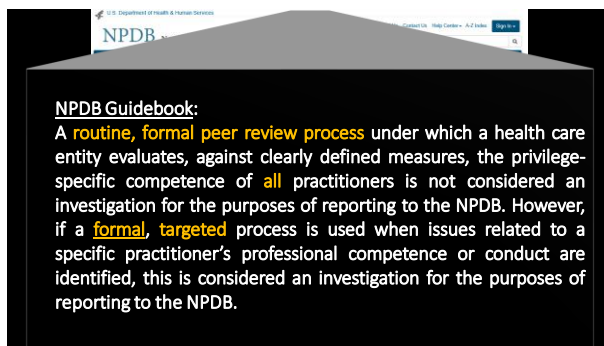 U.S. Department of Health & Human Services
NPDB
Contact Us Help Center A-Z Index Sign In
NPDB Guidebook:
A routine, formal peer review process under which a health care
entity evaluates, against clearly defined measures, the privilege-
specific competence of all practitioners is not considered an
investigation for the purposes of reporting to the NPDB. However,
if a formal, targeted process is used when issues related to a
specific practitioner’s professional competence or conduct are
identified, this is considered an investigation for the purposes of
reporting to the NPDB.